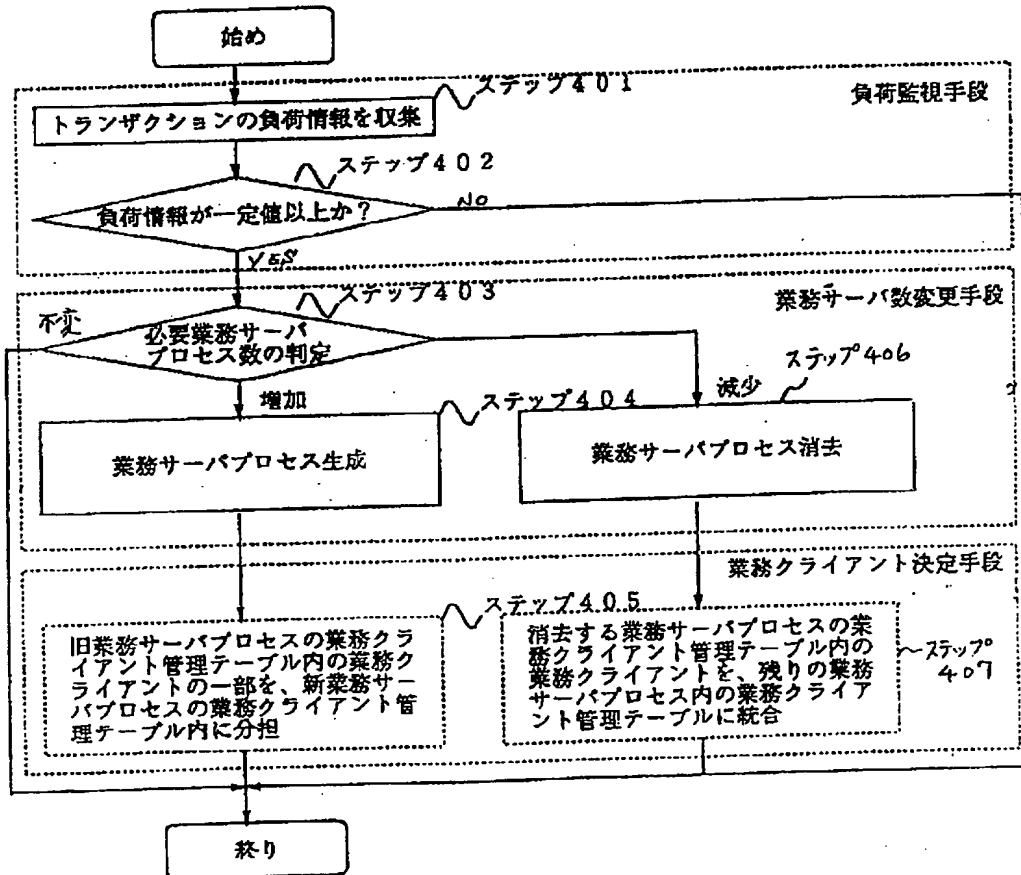 始め
ステップ401
負荷監視手段
トランザクションの負荷情報を収集
ステップ402
負荷情報が一定値以上か？
NO
YES
ステップ403
業務サーバ数変更手段
不変
必要業務サーバ
プロセス数の判定
ステップ406
増加
ステップ404
減少
業務サーバプロセス生成
業務サーバプロセス消去
業務クライアント決定手段
ステップ405
旧業務サーバプロセスの業務クラ
イアント管理テーブル内の業務ク
ライアントの一部を、新業務サー
バプロセスの業務クライアント管
理テーブル内に分担
消去する業務サーバプロセスの業
務クライアント管理テーブル内の
業務クライアントを、残りの業務
サーバプロセス内の業務クライア
ント管理テーブルに統合
ステップ
407
終り